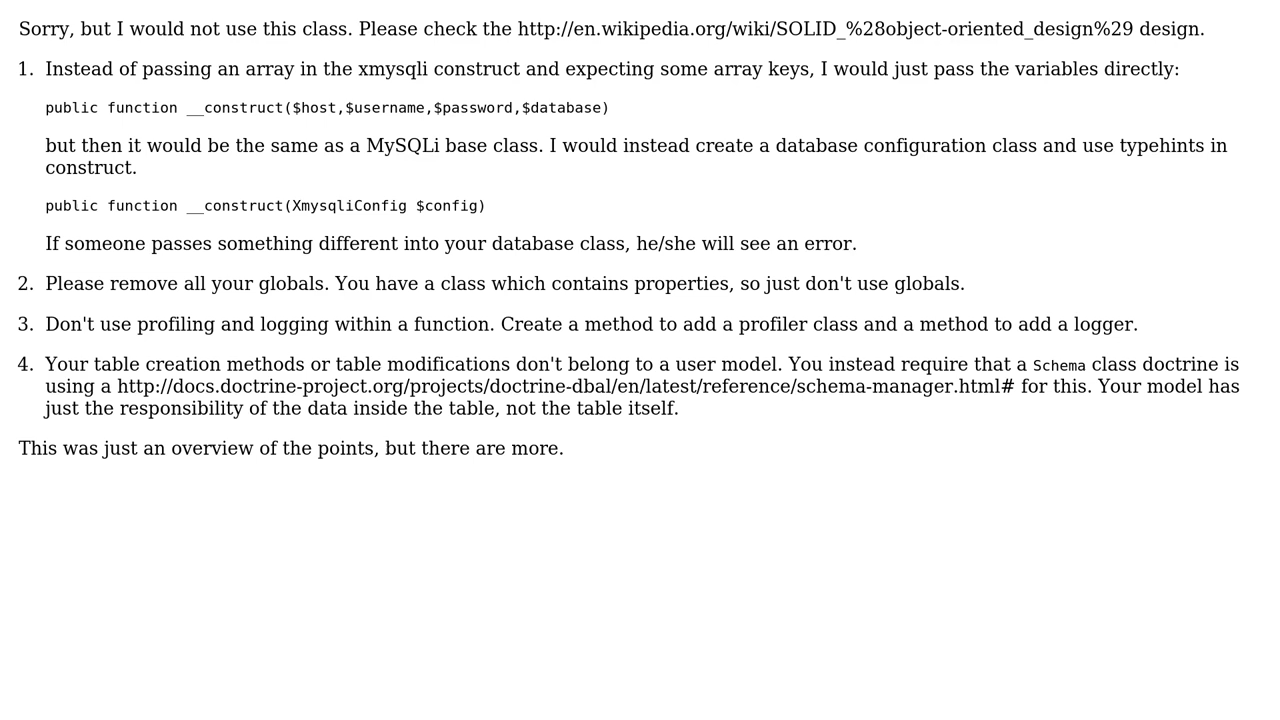 Sorry, but I would not use this class. Please check the http://en.wikipedia.org/wiki/SOLID_%28object-oriented_design%29 design.
1. Instead of passing an array in the xmysqli construct and expecting some array keys, I would just pass the variables directly:
public function __construct($host,$username,$password,$database)
but then it would be the same as a MySQLi base class. I would instead create a database configuration class and use typehints in
construct.
public function __construct(XmysqliConfig $config)
If someone passes something different into your database class, he/she will see an error.
2. Please remove all your globals. You have a class which contains properties, so just don't use globals.
3. Don't use profiling and logging within a function. Create a method to add a profiler class and a method to add a logger.
4. Your table creation methods or table modifications don't belong to a user model. You instead require that a Schema class doctrine is
using a http://docs.doctrine-project.org/projects/doctrine-dbal/en/latest/reference/schema-manager.html# for this. Your model has
just the responsibility of the data inside the table, not the table itself.
This was just an overview of the points, but there are more.